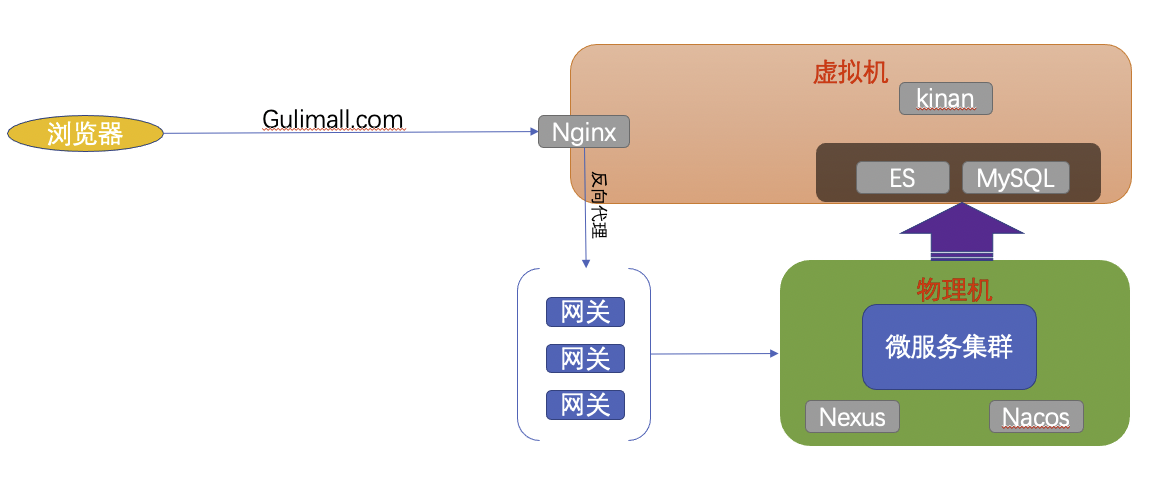 虚拟机
kinan
浏览器
Gulimall.com
Nginx
ES
MySQL
反向代理
网关
网关
网关
物理机
微服务集群
Nexus
Nacos